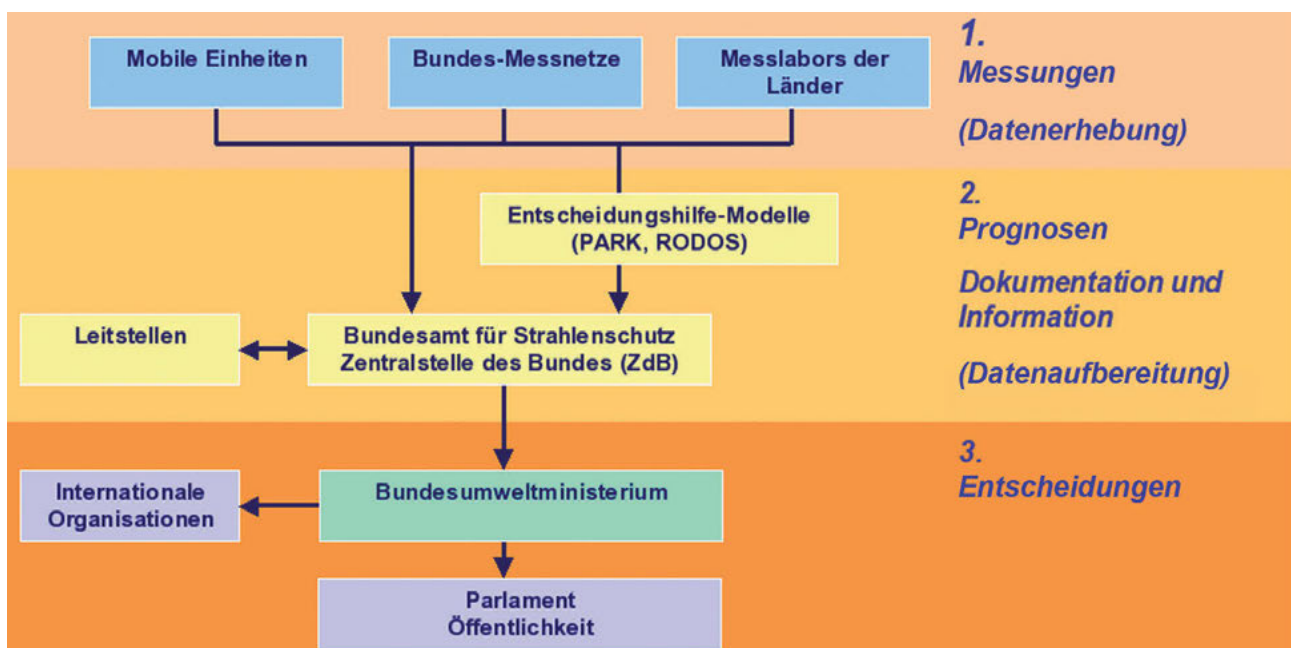 Mobile Einheiten
Bundes-Messnetze
Messlabors der
Länder
1.
Messungen
(Datenerhebung)
Entscheidungshilfe-Modelle
(PARK, RODOS)
2.
Prognosen
Dokumentation und
Information
(Datenaufbereitung)
Leitstellen
Bundesamt für Strahlenschutz
Zentralstelle des Bundes (ZdB)
3.
Entscheidungen
Internationale
Organisationen
Bundesumweltministerium
Parlament
Öffentlichkeit